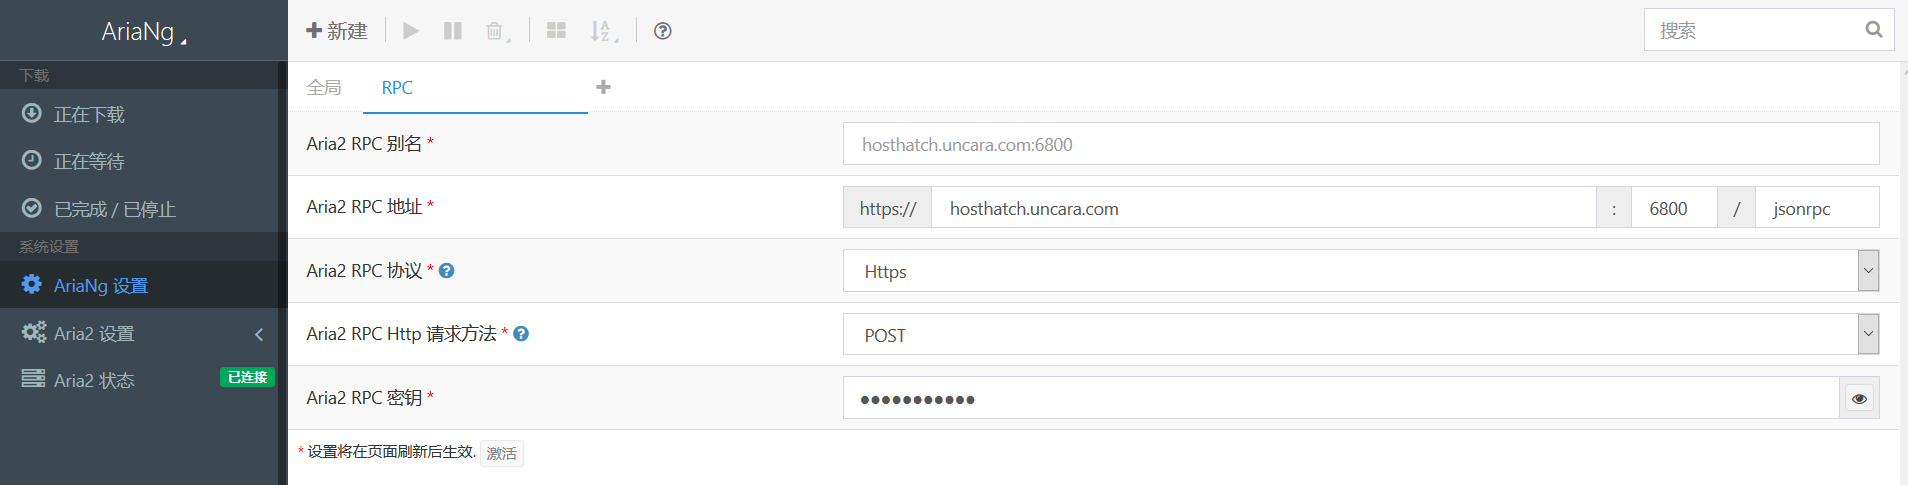 AriaNg
下载
正在下载
正在等待
已完成 / 已停止
系统设置
AriaNg 设置
Aria2 设置
Aria2 状态 已连接
新建
搜索
全局 RPC
Aria2 RPC 别名 * hosthatch.uncara.com:6800
Aria2 RPC 地址 * https:// hosthatch.uncara.com : 6800 / jsonrpc
Aria2 RPC 协议 * Https
Aria2 RPC Http 请求方法 * POST
Aria2 RPC 密钥 * ●●●●●●●●●●●
* 设置将在页面刷新后生效. 激活